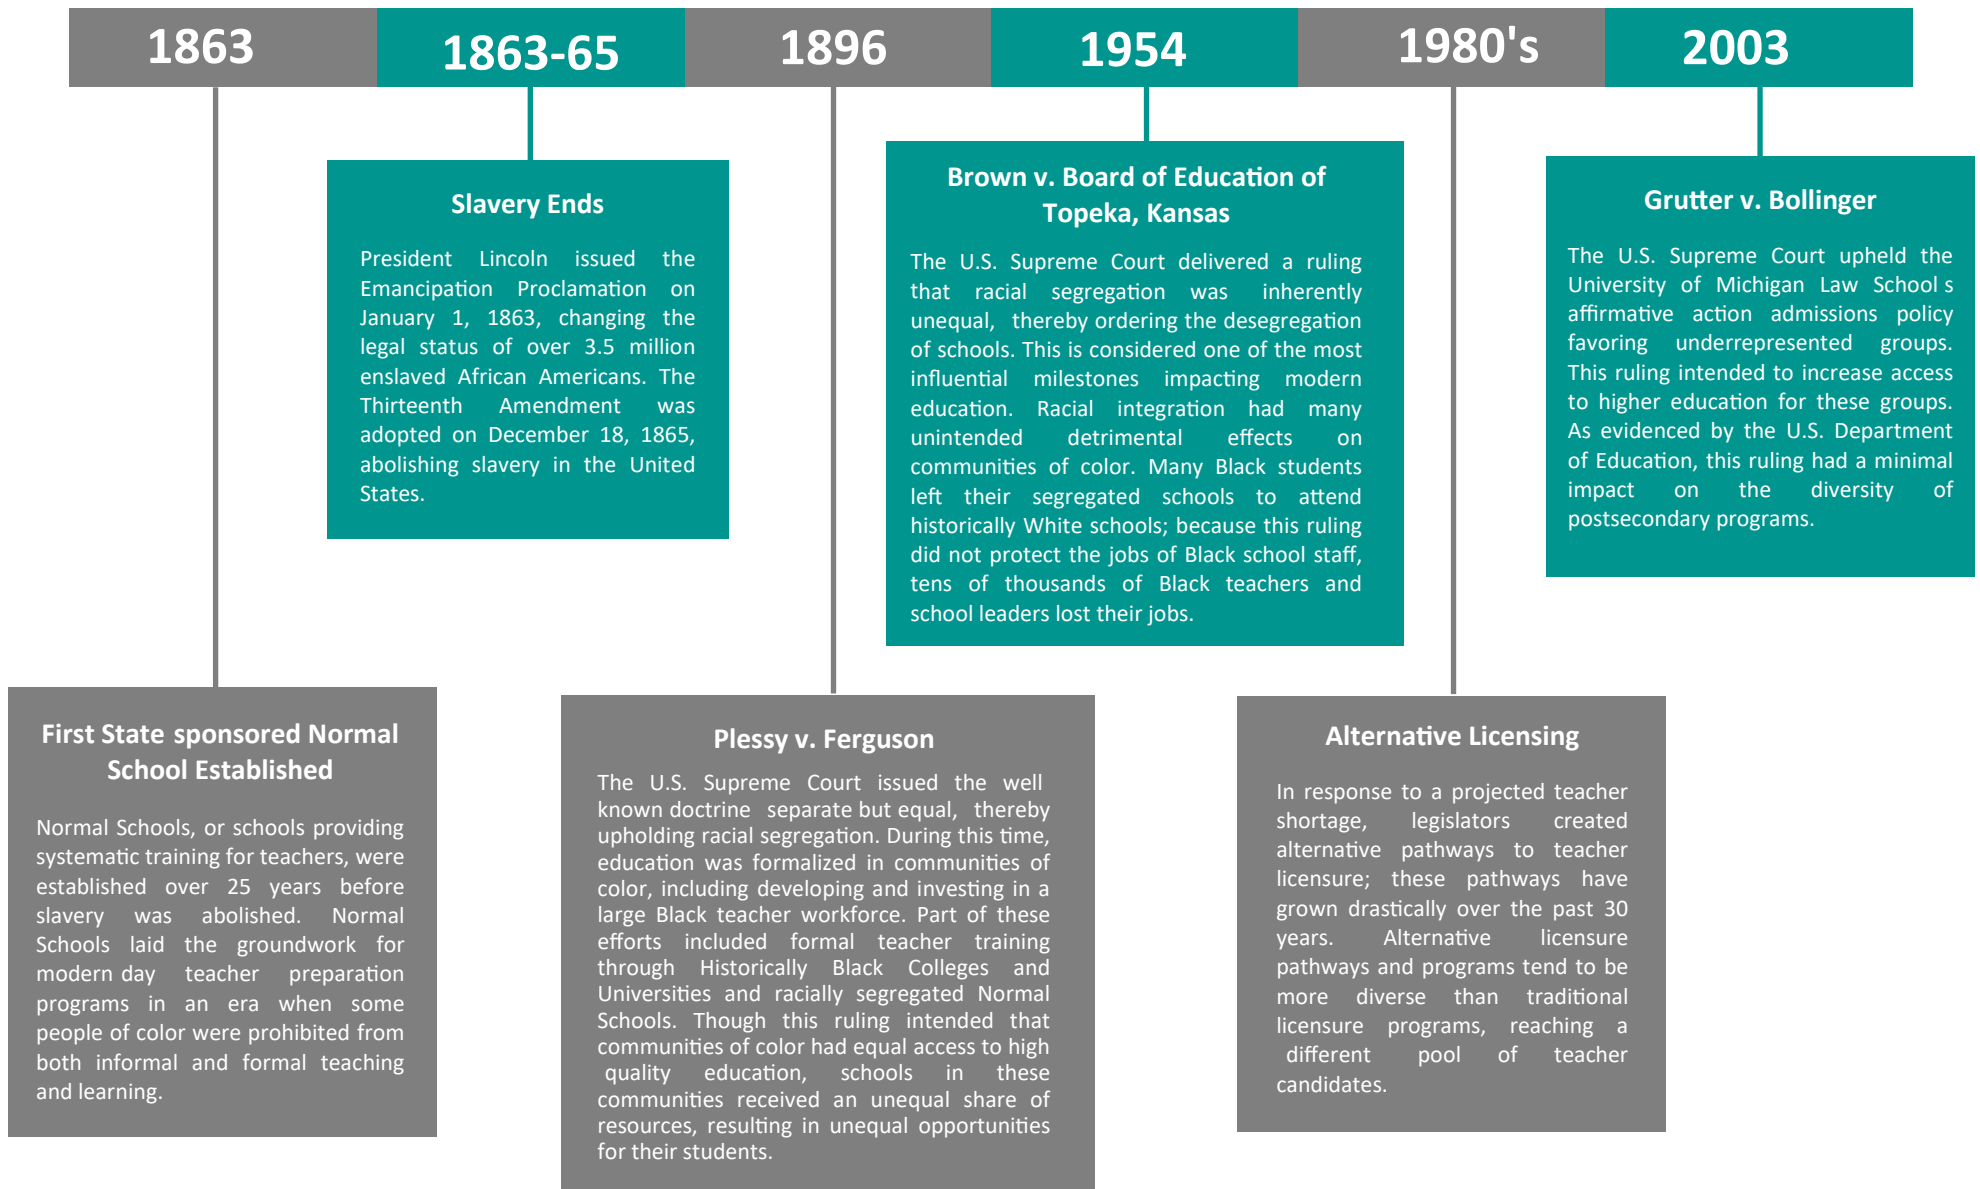 1863
1863-65
1896
1954
1980's
2003
Slavery Ends
President Lincoln issued the
Emancipation Proclamation on
January 1, 1863, changing the
legal status of over 3.5 million
enslaved African Americans. The
Thirteenth Amendment was
adopted on December 18, 1865,
abolishing slavery in the United
States.
Brown v. Board of Education of
Topeka, Kansas
The U.S. Supreme Court delivered a ruling
that racial segregation was inherently
unequal, thereby ordering the desegregation
of schools. This is considered one of the most
influential milestones impacting modern
education. Racial integration had many
unintended detrimental effects on
communities of color. Many Black students
left their segregated schools to attend
historically White schools; because this ruling
did not protect the jobs of Black school staff,
tens of thousands of Black teachers and
school leaders lost their jobs.
Grutter v. Bollinger
The U.S. Supreme Court upheld the
University of Michigan Law School s
affirmative action admissions policy
favoring underrepresented groups.
This ruling intended to increase access
to higher education for these groups.
As evidenced by the U.S. Department
of Education, this ruling had a minimal
impact on the diversity of
postsecondary programs.
First State sponsored Normal
School Established
Normal Schools, or schools providing
systematic training for teachers, were
established over 25 years before
slavery was abolished. Normal
Schools laid the groundwork for
modern day teacher preparation
programs in an era when some
people of color were prohibited from
both informal and formal teaching
and learning.
Plessy v. Ferguson
The U.S. Supreme Court issued the well
known doctrine separate but equal, thereby
upholding racial segregation. During this time,
education was formalized in communities of
color, including developing and investing in a
large Black teacher workforce. Part of these
efforts included formal teacher training
through Historically Black Colleges and
Universities and racially segregated Normal
Schools. Though this ruling intended that
communities of color had equal access to high
quality education, schools in these
communities received an unequal share of
resources, resulting in unequal opportunities
for their students.
Alternative Licensing
In response to a projected teacher
shortage, legislators created
alternative pathways to teacher
licensure; these pathways have
grown drastically over the past 30
years. Alternative licensure
pathways and programs tend to be
more diverse than traditional
licensure programs, reaching a
different pool of teacher
candidates.